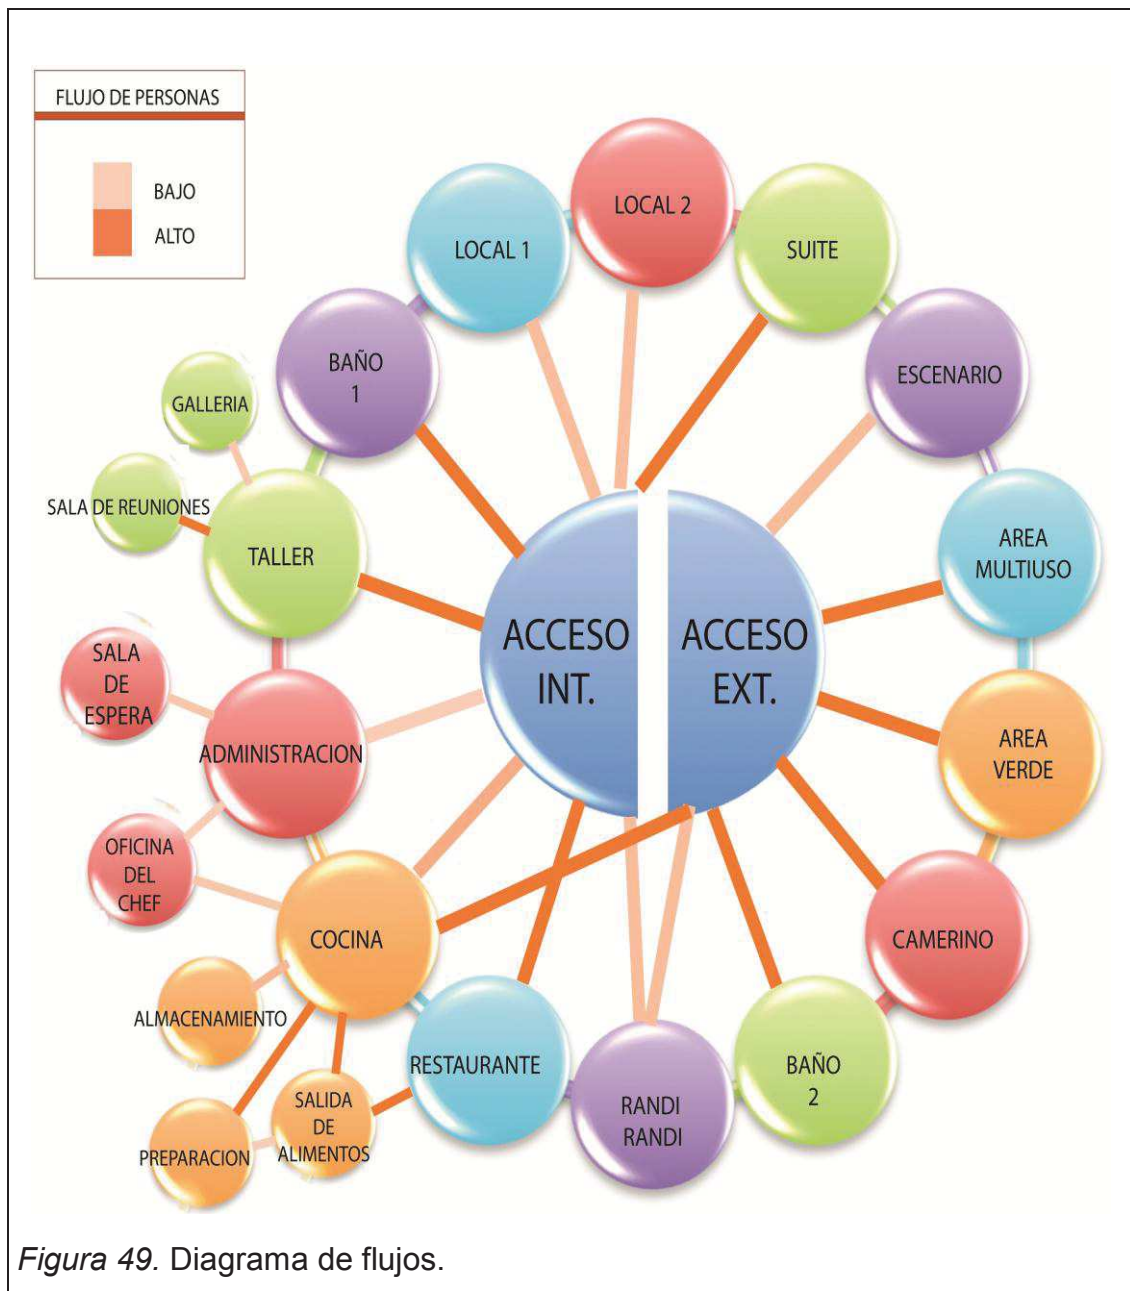 FLUJO DE PERSONAS
BAJO
ALTO
LOCAL 2
LOCAL 1
SUITE
BAÑO
1
ESCENARIO
GALLERIA
SALA DE REUNIONES
TALLER
AREA
MULTIUSO
ACCESO
INT.
ACCESO
EXT.
SALA
DE
ESPERA
ADMINISTRACION
AREA
VERDE
OFICINA
DEL
CHEF
COCINA
CAMERINO
ALMACENAMIENTO
RESTAURANTE
BAÑO
2
SALIDA
DE
ALIMENTOS
RANDI
RANDI
PREPARACION
Figura 49. Diagrama de flujos.